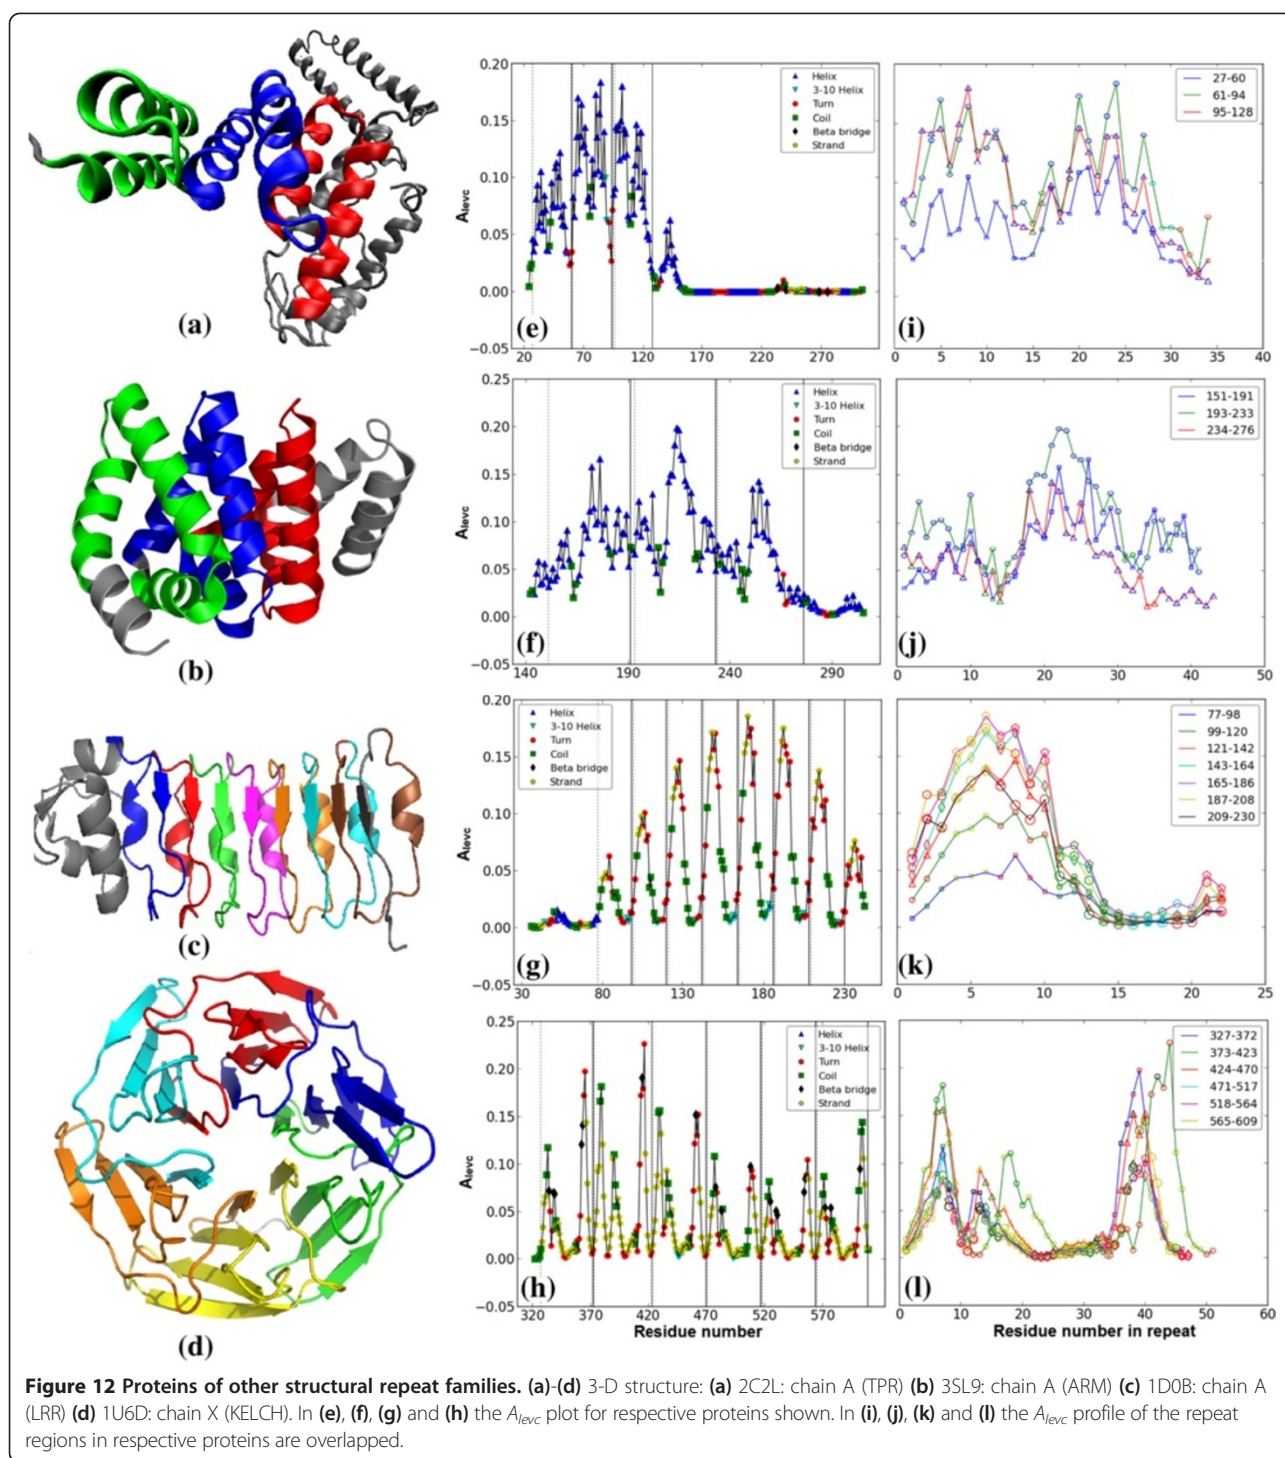 (a)
(b)
(c)
(d)
0.20
0.15
0.10
0.05
0.00
−0.05
A_levc
Helix
3-10 Helix
Turn
Coil
Beta bridge
Strand
(e)
20 70 120 170 220 270
27-60
61-94
95-128
(i)
0 5 10 15 20 25 30 35 40
0.25
0.20
0.15
0.10
0.05
0.00
−0.05
A_levc
Helix
3-10 Helix
Turn
Coil
Beta bridge
Strand
(f)
140 190 240 290
151-191
193-233
234-276
(j)
0 10 20 30 40 50
0.20
0.15
0.10
0.05
0.00
−0.05
A_levc
Helix
3-10 Helix
Turn
Coil
Beta bridge
Strand
(g)
30 80 130 180 230
77-98
99-120
121-142
143-164
165-186
187-208
209-230
(k)
0 5 10 15 20 25
0.25
0.20
0.15
0.10
0.05
0.00
−0.05
A_levc
Helix
3-10 Helix
Turn
Coil
Beta bridge
Strand
(h)
320 370 420 470 520 570
Residue number
327-372
373-423
424-470
471-517
518-564
565-609
(l)
0 10 20 30 40 50 60
Residue number in repeat
Figure 12 Proteins of other structural repeat families. (a)-(d) 3-D structure: (a) 2C2L: chain A (TPR) (b) 3SL9: chain A (ARM) (c) 1D0B: chain A
(LRR) (d) 1U6D: chain X (KELCH). In (e), (f), (g) and (h) the A_levc plot for respective proteins shown. In (i), (j), (k) and (l) the A_levc profile of the repeat
regions in respective proteins are overlapped.